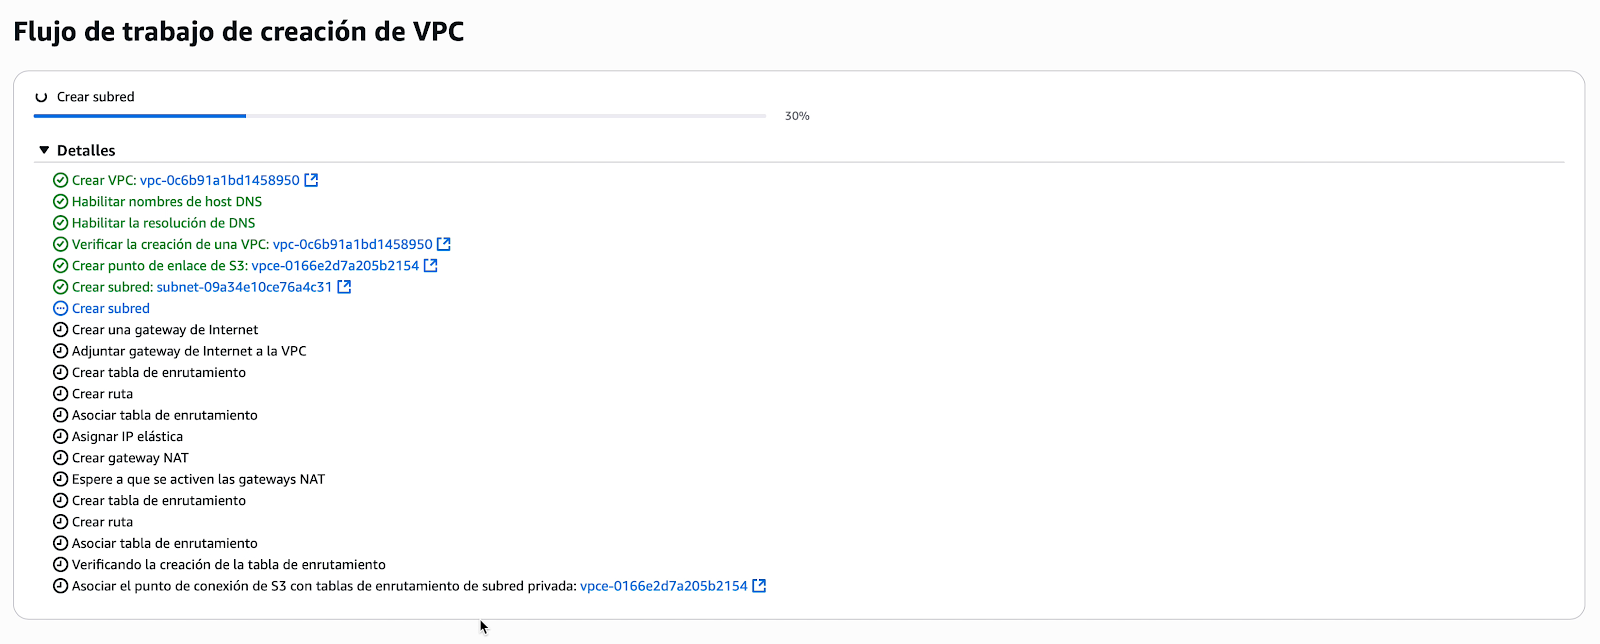 Flujo de trabajo de creación de VPC
Crear subred
30%
Detalles
Crear VPC: vpc-0c6b91a1bd1458950
Habilitar nombres de host DNS
Habilitar la resolución de DNS
Verificar la creación de una VPC: vpc-0c6b91a1bd1458950
Crear punto de enlace de S3: vpce-0166e2d7a205b2154
Crear subred: subnet-09a34e10ce76a4c31
Crear subred
Crear una gateway de Internet
Adjuntar gateway de Internet a la VPC
Crear tabla de enrutamiento
Crear ruta
Asociar tabla de enrutamiento
Asignar IP elástica
Crear gateway NAT
Espere a que se activen las gateways NAT
Crear tabla de enrutamiento
Crear ruta
Asociar tabla de enrutamiento
Verificando la creación de la tabla de enrutamiento
Asociar el punto de conexión de S3 con tablas de enrutamiento de subred privada: vpce-0166e2d7a205b2154